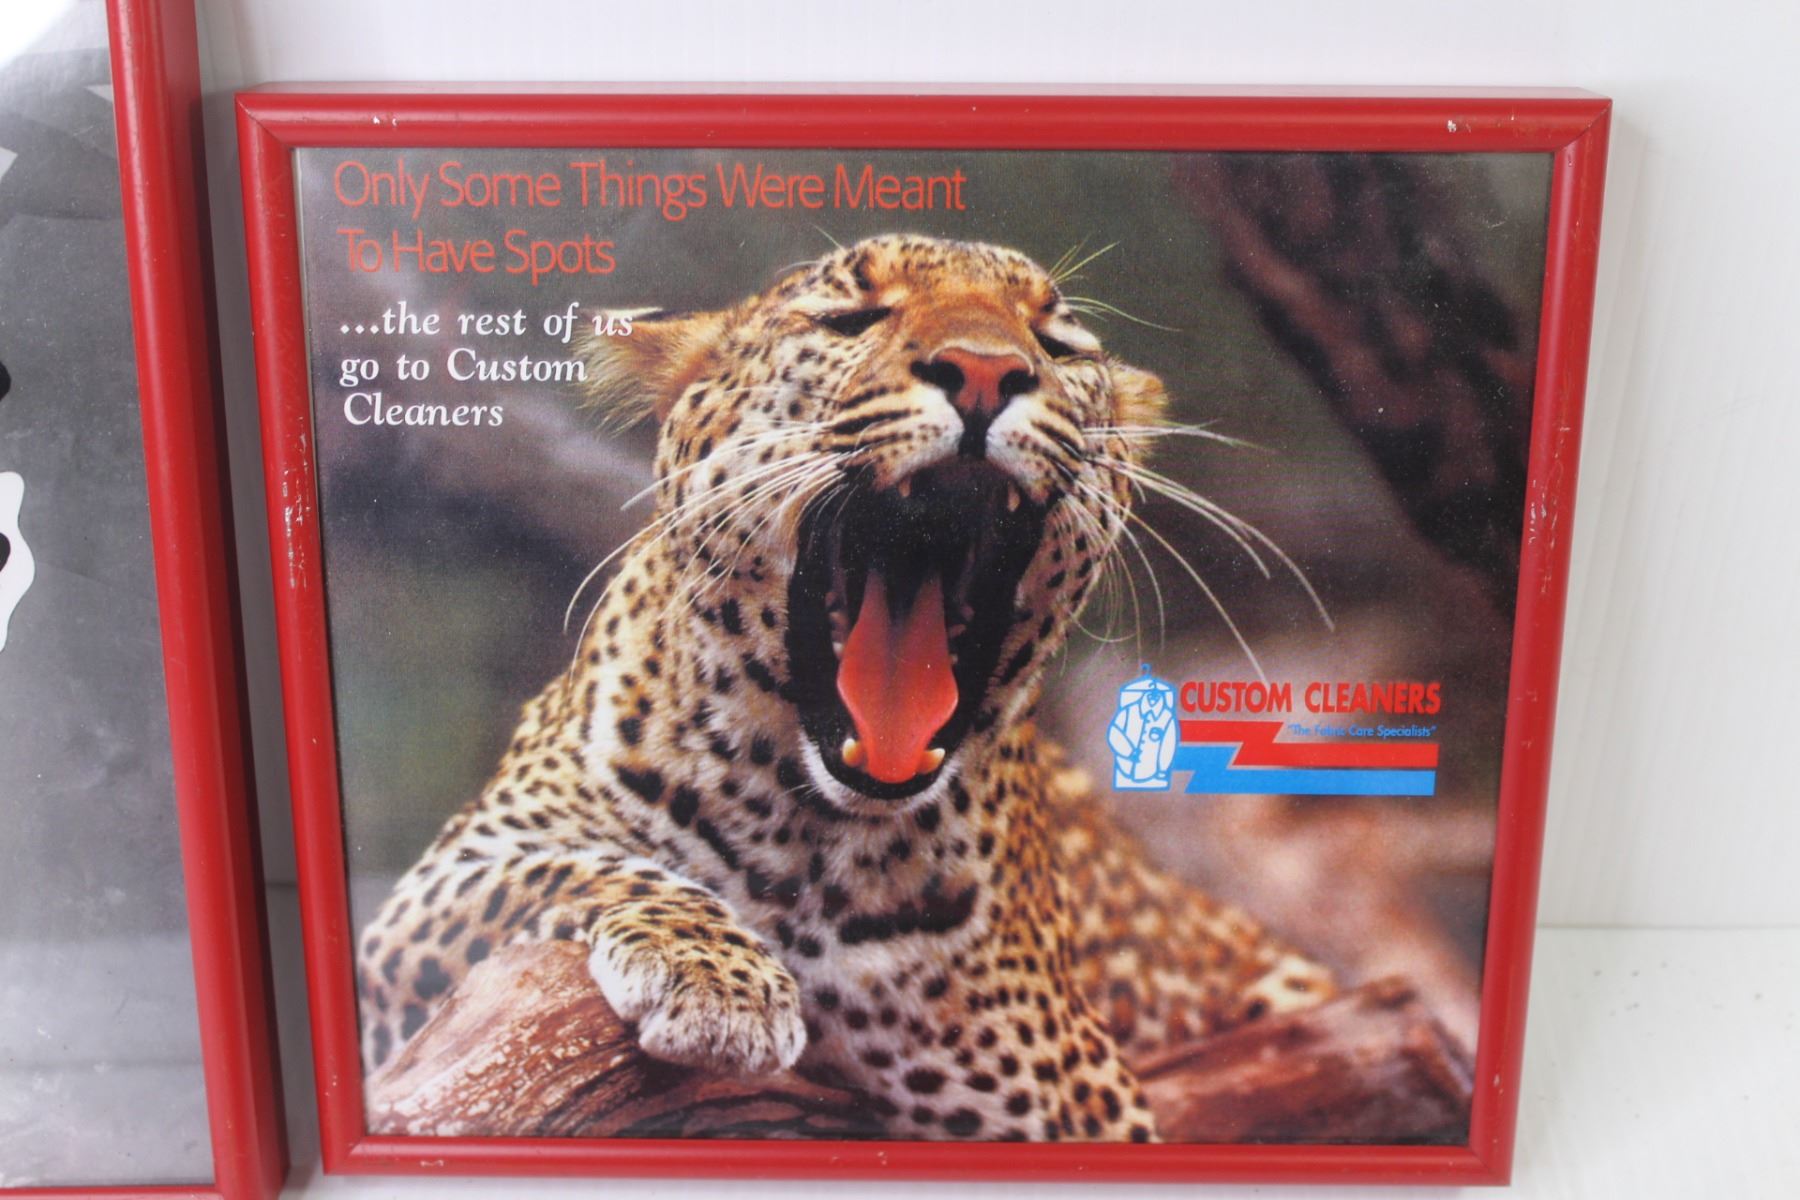 Only Some Things Were Meant
To Have Spots
...the rest of us
go to Custom
Cleaners
CUSTOM CLEANERS
"The Fabric Care Specialists"